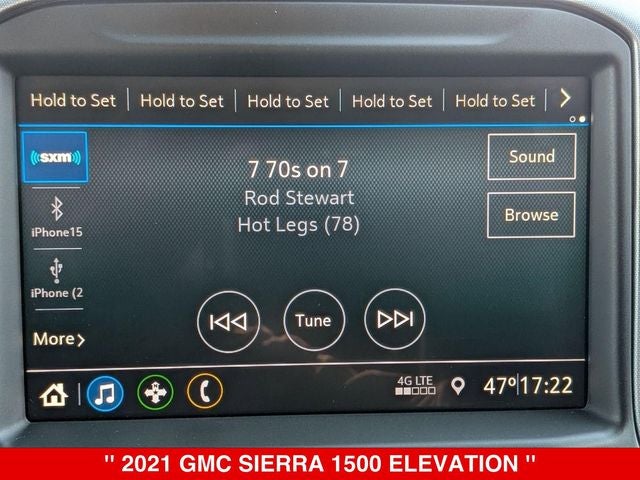 Hold to Set Hold to Set Hold to Set Hold to Set Hold to Set
((sxm))
7 70s on 7
Sound
Rod Stewart
Hot Legs (78)
Browse
iPhone15
iPhone (2
Tune
More
4G LTE
47° 17:22
" 2021 GMC SIERRA 1500 ELEVATION "